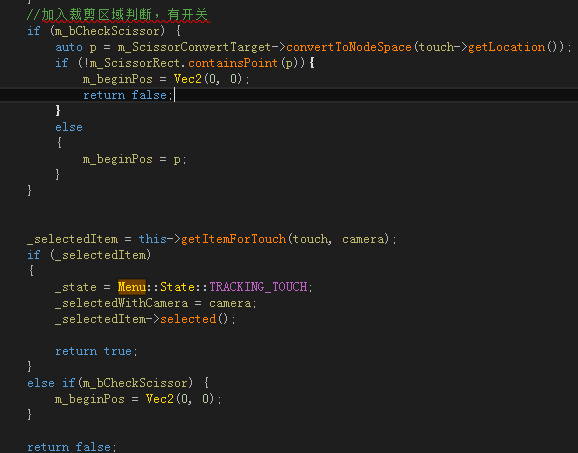 }
//加入裁剪区域判断，有开关
if (m_bCheckScissor) {
auto p = m_ScissorConvertTarget->convertToNodeSpace(touch->getLocation());
if (!m_ScissorRect.containsPoint(p)){
m_beginPos = Vec2(0, 0);
return false;
}
else
{
m_beginPos = p;
}
}
_selectedItem = this->getItemForTouch(touch, camera);
if (_selectedItem)
{
_state = Menu::State::TRACKING_TOUCH;
_selectedWithCamera = camera;
_selectedItem->selected();
return true;
}
else if(m_bCheckScissor) {
m_beginPos = Vec2(0, 0);
}
return false;